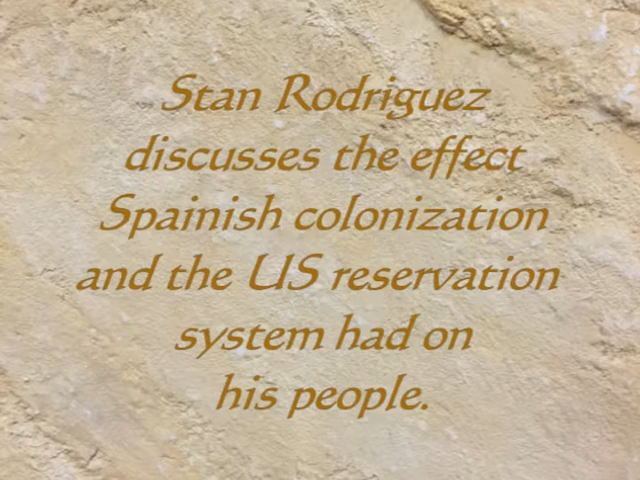 Stan Rodriguez
discusses the effect
Spainish colonization
and the US reservation
system had on
his people.